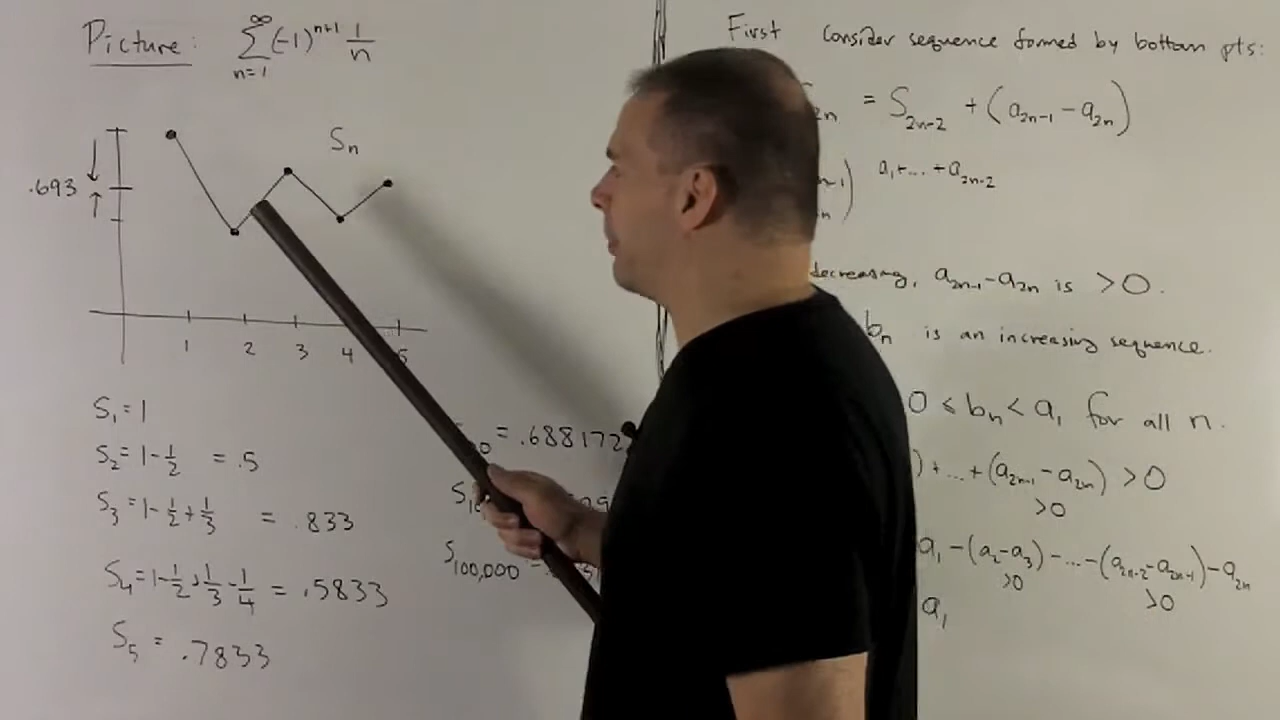 Picture: ∑_{n=1}^{∞} (-1)^{n+1} 1/n
S_n
.693
1 2 3 4 5
S_1 = 1
S_2 = 1 - 1/2 = .5
S_3 = 1 - 1/2 + 1/3 = .833
S_4 = 1 - 1/2 + 1/3 - 1/4 = .5833
S_5 = .7833
= .688172
S_{100,000}
First consider sequence formed by bottom pts:
= S_{2n-2} + (a_{2n-1} - a_{2n})
a_1 + ... + a_{2n-2}
decreasing, a_{2n-1} - a_{2n} is > 0.
b_n is an increasing sequence.
0 ≤ b_n < a_1 for all n.
) + ... + (a_{2n-1} - a_{2n}) > 0
> 0
a_1 - (a_2 - a_3) - ... - (a_{2n-2} - a_{2n-1}) - a_{2n}
> 0 > 0
a_1